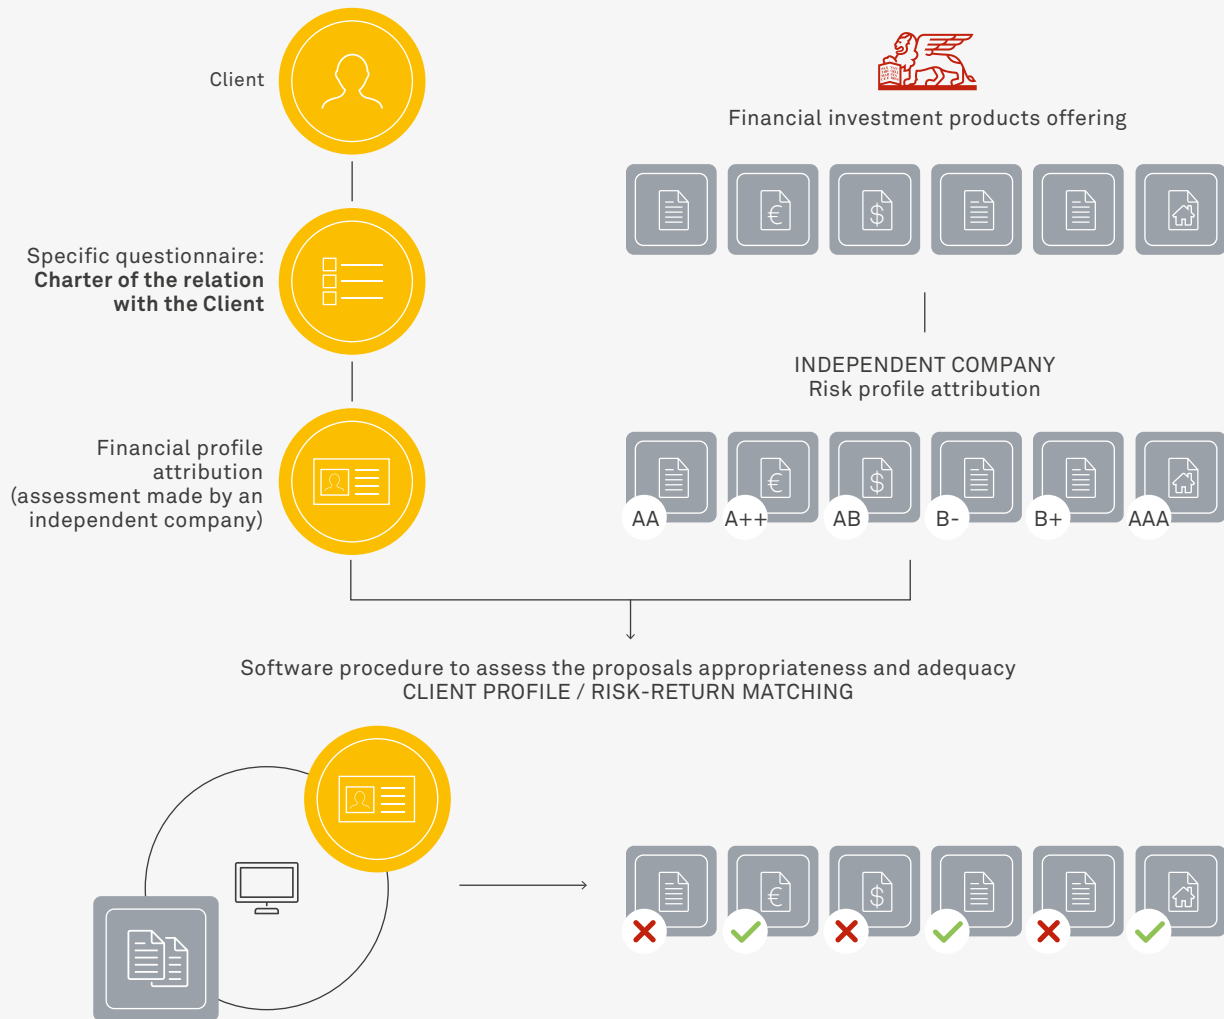 Client
Specific questionnaire:
Charter of the relation
with the Client
Financial profile
attribution
(assessment made by an
independent company)
Financial investment products offering
€
$
INDEPENDENT COMPANY
Risk profile attribution
€
$
AA
A++
AB
B-
B+
AAA
Software procedure to assess the proposals appropriateness and adequacy
CLIENT PROFILE / RISK-RETURN MATCHING
€
$